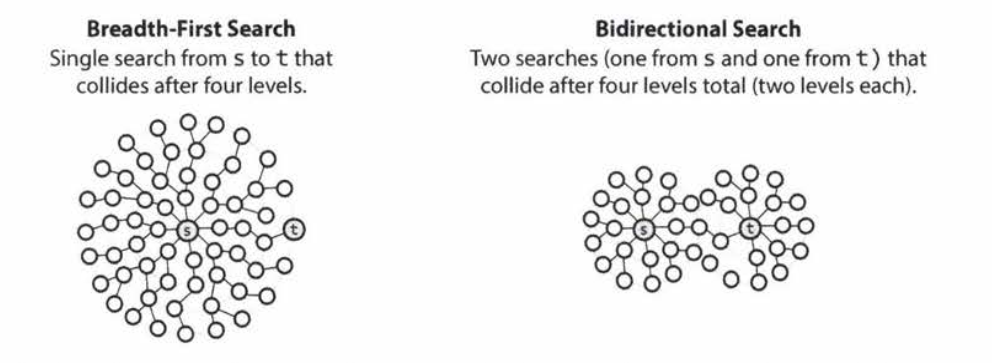 Breadth-First Search
Single search from s to t that
collides after four levels.
Bidirectional Search
Two searches (one from s and one from t) that
collide after four levels total (two levels each).
s
t
s
t